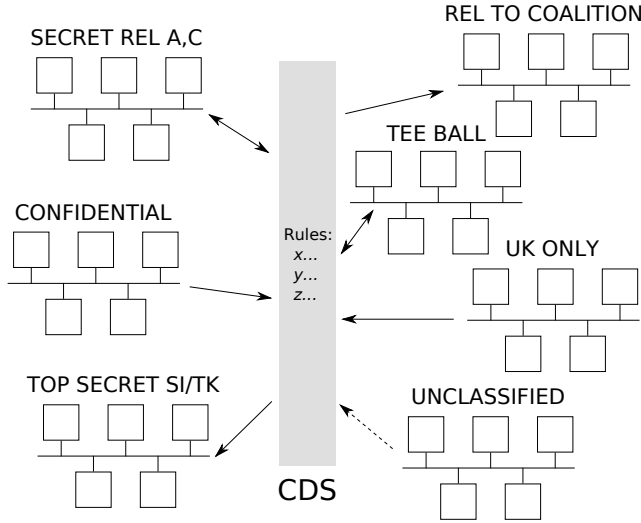 SECRET REL A,C
REL TO COALITION
TEE BALL
CONFIDENTIAL
Rules:
x...
y...
z...
UK ONLY
TOP SECRET SI/TK
UNCLASSIFIED
CDS